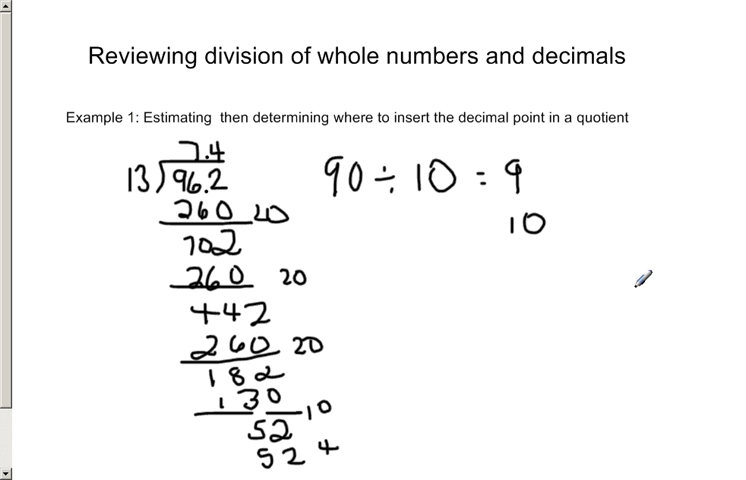 Reviewing division of whole numbers and decimals
Example 1: Estimating then determining where to insert the decimal point in a quotient
7.4
13 ) 96.2 90 ÷ 10 = 9
260 20 10
702
260 20
442
260 20
182
130 10
52
52 4